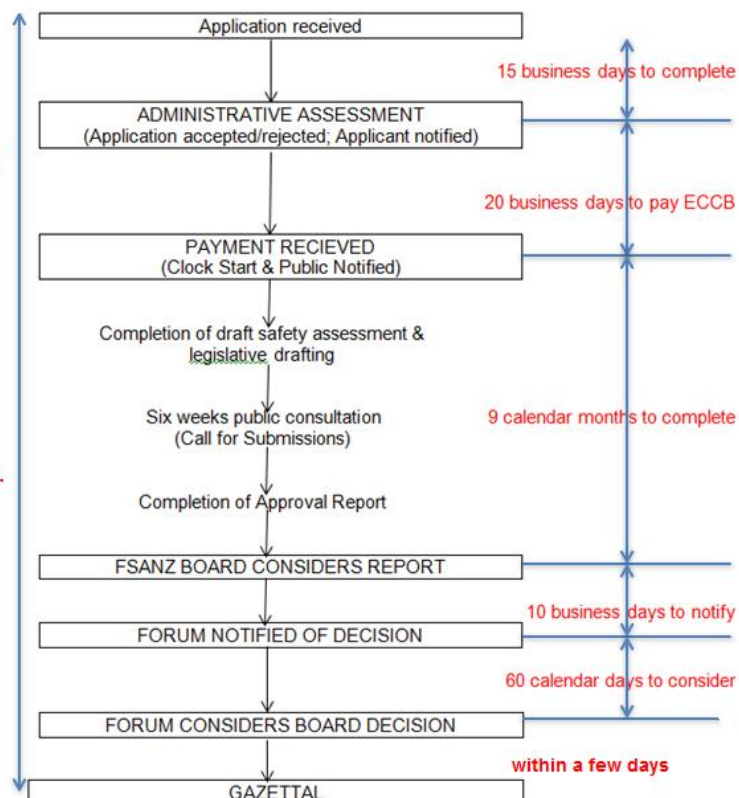 Application received
15 business days to complete
ADMINISTRATIVE ASSESSMENT
(Application accepted/rejected; Applicant notified)
20 business days to pay ECCB
PAYMENT RECIEVED
(Clock Start & Public Notified)
Completion of draft safety assessment &
legislative drafting
Six weeks public consultation
(Call for Submissions)
9 calendar months to complete
Completion of Approval Report
FSANZ BOARD CONSIDERS REPORT
10 business days to notify
FORUM NOTIFIED OF DECISION
60 calendar days to consider
FORUM CONSIDERS BOARD DECISION
within a few days
GAZETTAL